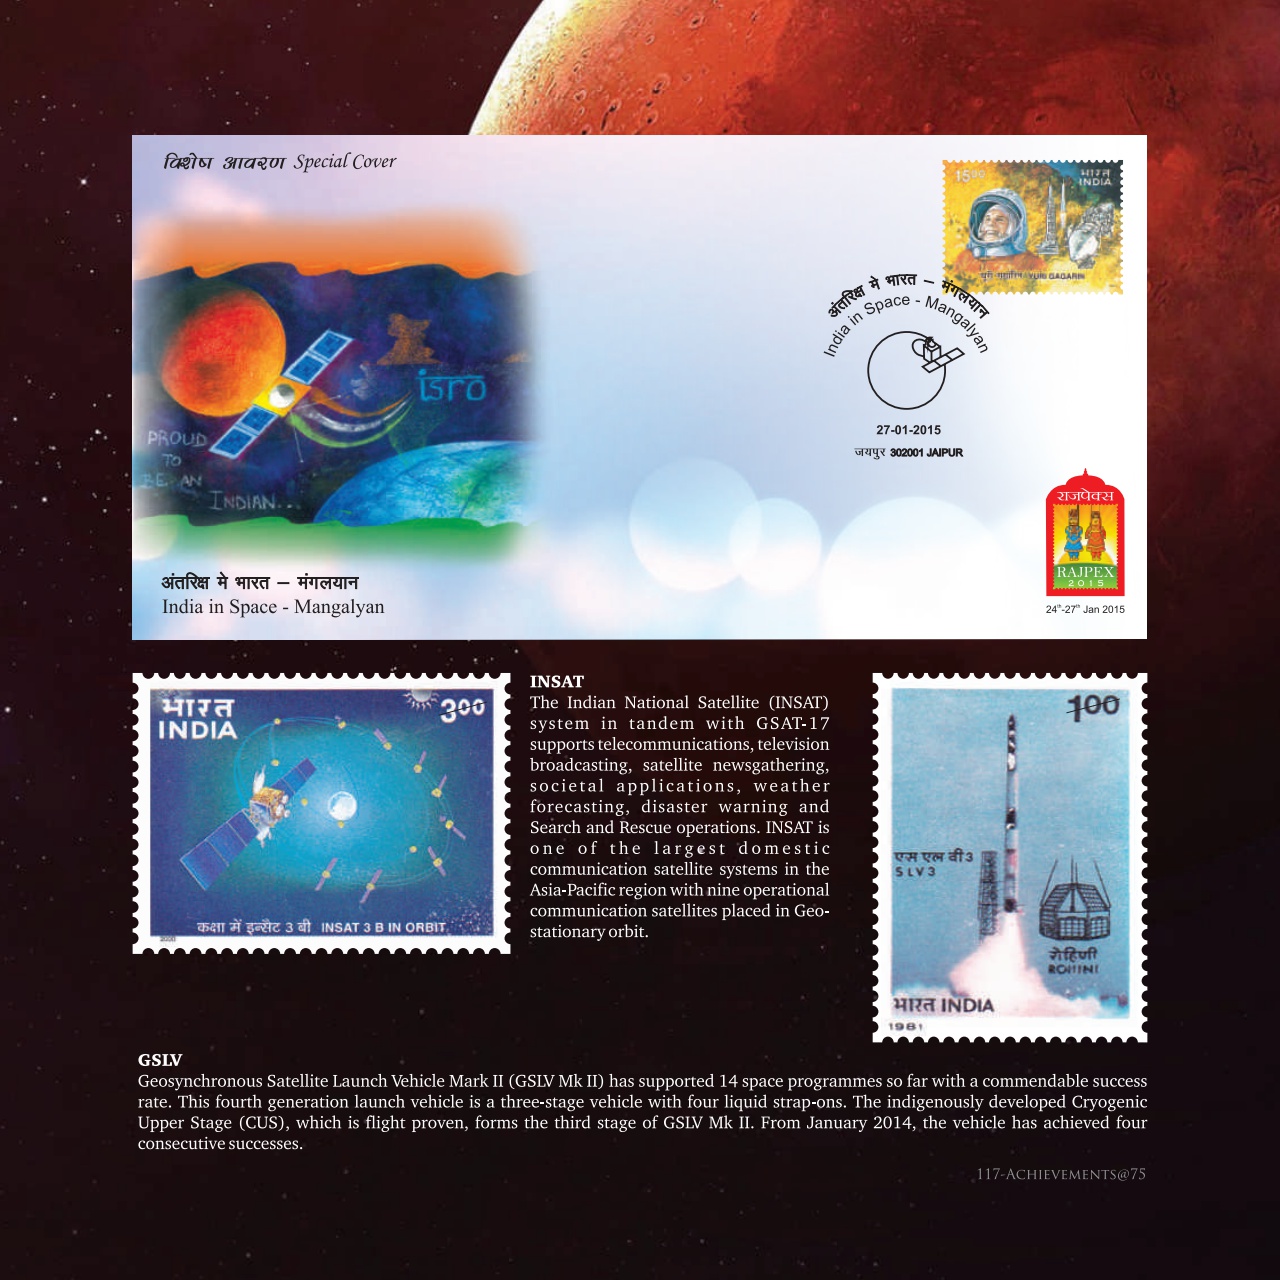 विशेष आवरण Special Cover
1500 भारत
INDIA
यूरी गागारिन YURI GAGARIN
अंतरिक्ष मे भारत – मंगलयान
India in Space - Mangalyan
27-01-2015
जयपुर 302001 JAIPUR
isro
PROUD
TO
BE AN
INDIAN...
राजपेक्स
RAJPEX
2015
24th-27th Jan 2015
अंतरिक्ष मे भारत – मंगलयान
India in Space - Mangalyan
भारत
INDIA
300
कक्षा में इन्सैट 3 बी INSAT 3 B IN ORBIT
2000
INSAT
The Indian National Satellite (INSAT)
system in tandem with GSAT-17
supports telecommunications, television
broadcasting, satellite newsgathering,
societal applications, weather
forecasting, disaster warning and
Search and Rescue operations. INSAT is
one of the largest domestic
communication satellite systems in the
Asia-Pacific region with nine operational
communication satellites placed in Geo-
stationary orbit.
100
एस एल वी 3
SLV3
रोहिणी
ROHINI
भारत INDIA
1981
GSLV
Geosynchronous Satellite Launch Vehicle Mark II (GSLV Mk II) has supported 14 space programmes so far with a commendable success
rate. This fourth generation launch vehicle is a three-stage vehicle with four liquid strap-ons. The indigenously developed Cryogenic
Upper Stage (CUS), which is flight proven, forms the third stage of GSLV Mk II. From January 2014, the vehicle has achieved four
consecutive successes.
117-ACHIEVEMENTS@75